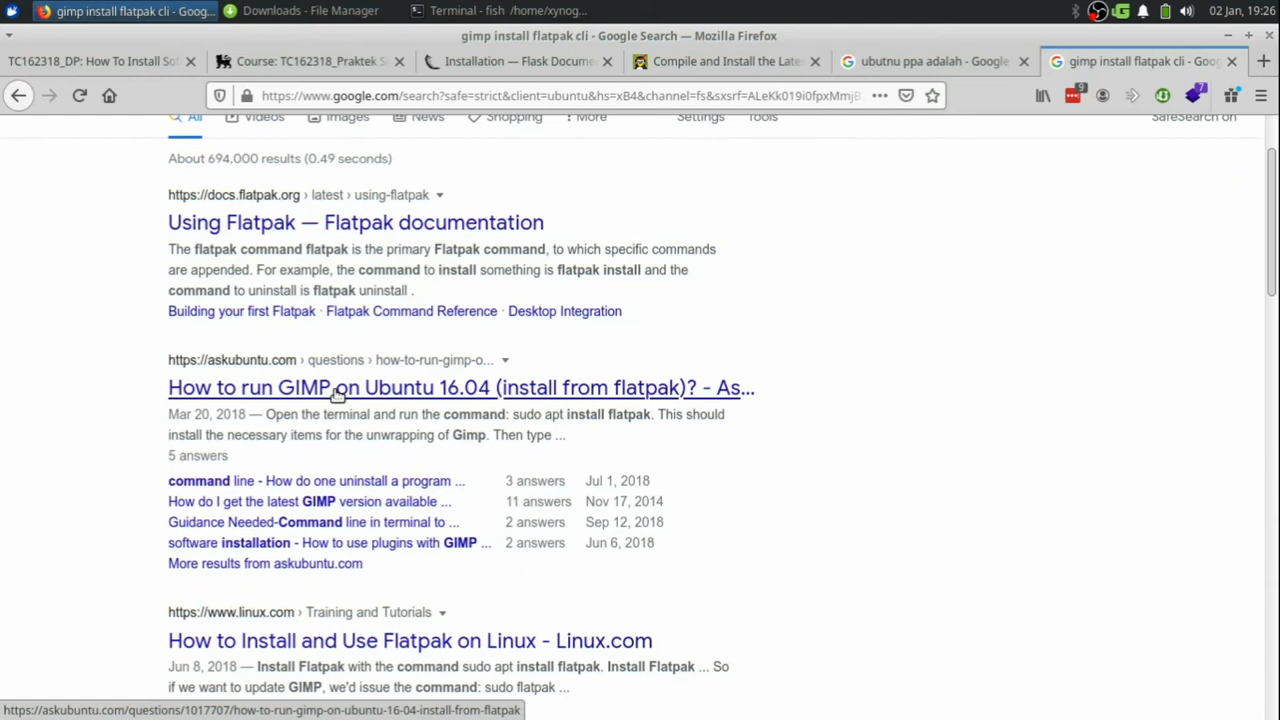 gimp install flatpak cli - Goog...
Downloads - File Manager
Terminal - fish /home/xynog...
02 Jan, 19:26
gimp install flatpak cli - Google Search — Mozilla Firefox
TC162318_DP: How To Install Sof
Course: TC162318_Praktek S
Installation — Flask Docume
Compile and Install the Late
ubutnu ppa adalah - Google
gimp install flatpak cli - Goog
https://www.google.com/search?safe=strict&client=ubuntu&hs=xB4&channel=fs&sxsrf=ALeKk019i0fpxMmjB
9
7
All
Videos
Images
News
Shopping
More
Settings
Tools
SafeSearch on
About 694,000 results (0.49 seconds)
https://docs.flatpak.org › latest › using-flatpak
Using Flatpak — Flatpak documentation
The flatpak command flatpak is the primary Flatpak command, to which specific commands
are appended. For example, the command to install something is flatpak install and the
command to uninstall is flatpak uninstall .
Building your first Flatpak · Flatpak Command Reference · Desktop Integration
https://askubuntu.com › questions › how-to-run-gimp-o...
How to run GIMP on Ubuntu 16.04 (install from flatpak)? - As...
Mar 20, 2018 — Open the terminal and run the command: sudo apt install flatpak. This should
install the necessary items for the unwrapping of Gimp. Then type ...
5 answers
command line - How do one uninstall a program ... 3 answers Jul 1, 2018
How do I get the latest GIMP version available ... 11 answers Nov 17, 2014
Guidance Needed-Command line in terminal to ... 2 answers Sep 12, 2018
software installation - How to use plugins with GIMP ... 2 answers Jun 6, 2018
More results from askubuntu.com
https://www.linux.com › Training and Tutorials
How to Install and Use Flatpak on Linux - Linux.com
Jun 8, 2018 — Install Flatpak with the command sudo apt install flatpak. Install Flatpak ... So
if we want to update GIMP, we'd issue the command: sudo flatpak ...
https://askubuntu.com/questions/1017707/how-to-run-gimp-on-ubuntu-16-04-install-from-flatpak